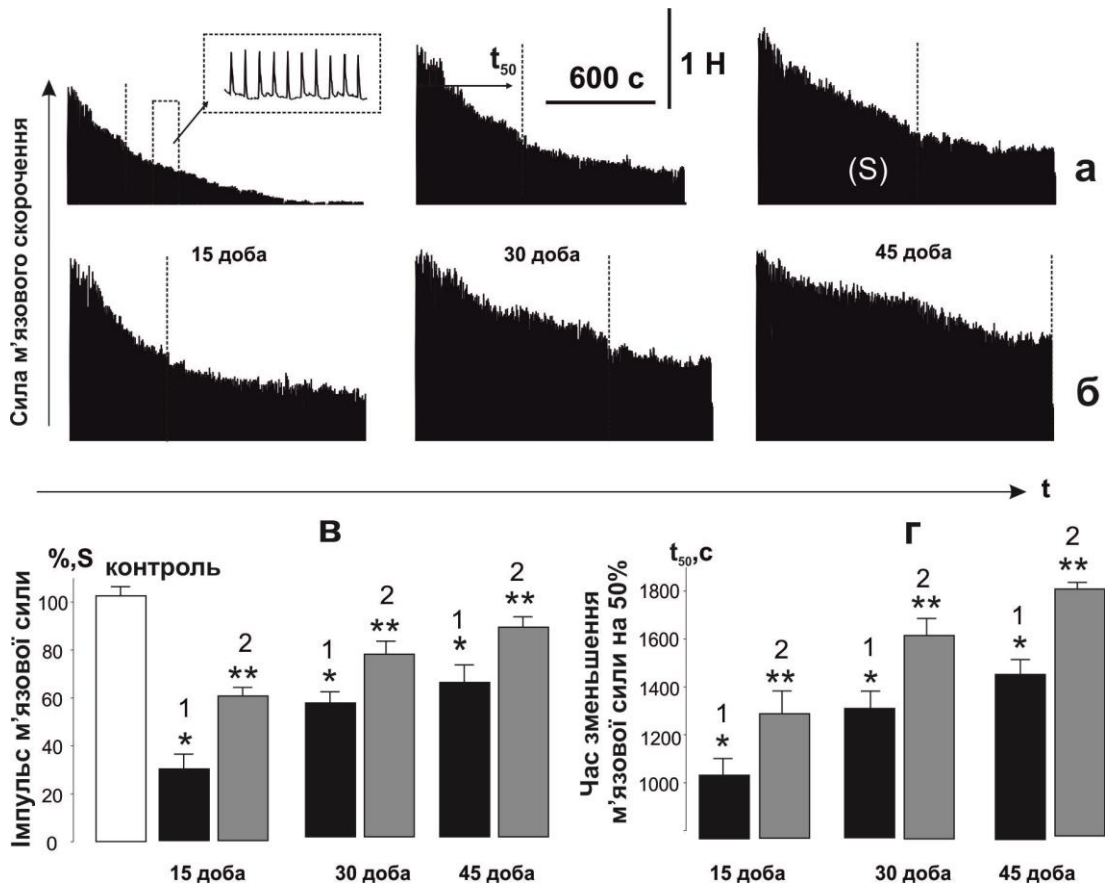 Сила м’язового скорочення
t50
600 с
1 Н
(S)
а
15 доба
30 доба
45 доба
б
t
В
%,S
контроль
Імпульс м’язової сили
100
80
60
40
20
0
1
*
2
**
1
*
2
**
1
*
2
**
15 доба
30 доба
45 доба
Г
t50,с
Час зменьшення
м’язової сили на 50%
1800
1600
1400
1200
1000
1
*
2
**
1
*
2
**
1
*
2
**
15 доба
30 доба
45 доба